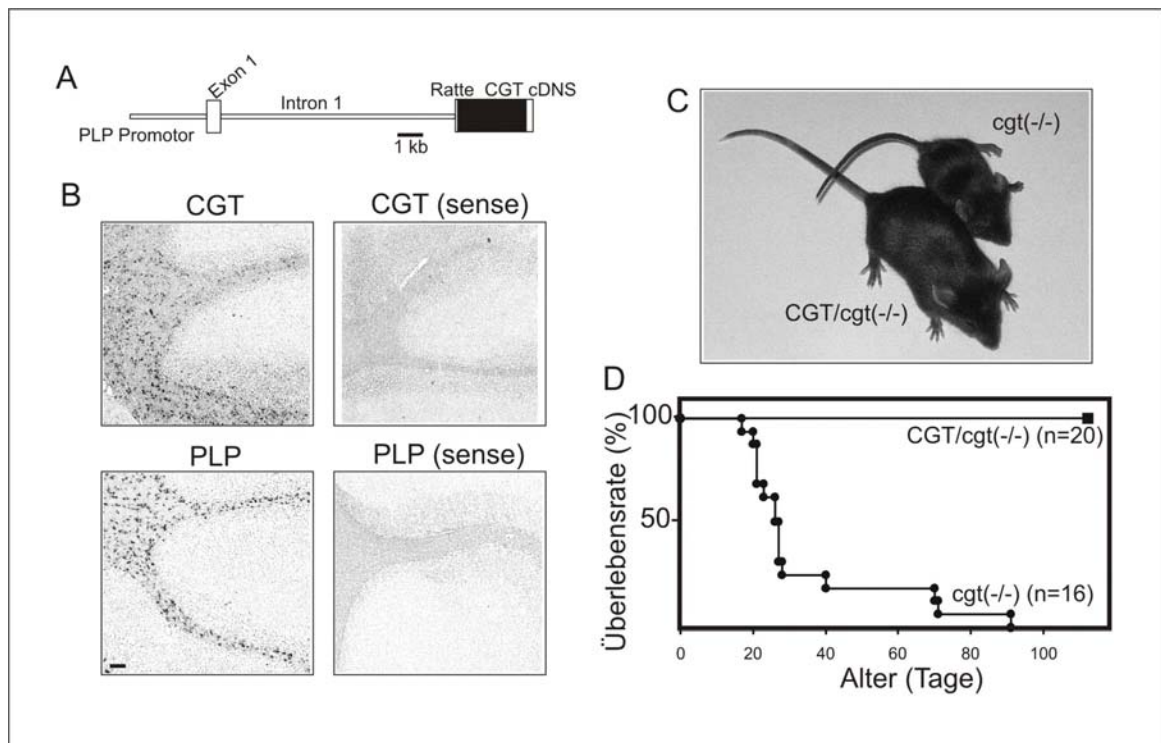 A
Exon 1
Ratte CGT cDNS
Intron 1
PLP Promotor
1 kb
B
CGT
CGT (sense)
PLP
PLP (sense)
C
cgt(-/-)
CGT/cgt(-/-)
D
100
50
Überlebensrate (%)
CGT/cgt(-/-) (n=20)
cgt(-/-) (n=16)
0 20 40 60 80 100
Alter (Tage)